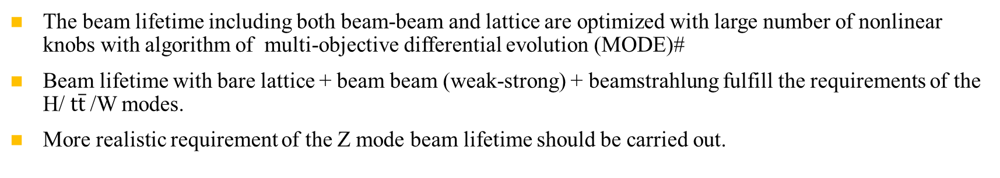 The beam lifetime including both beam-beam and lattice are optimized with large number of nonlinear
knobs with algorithm of multi-objective differential evolution (MODE)#
Beam lifetime with bare lattice + beam beam (weak-strong) + beamstrahlung fulfill the requirements of the
H/ tt̄ /W modes.
More realistic requirement of the Z mode beam lifetime should be carried out.